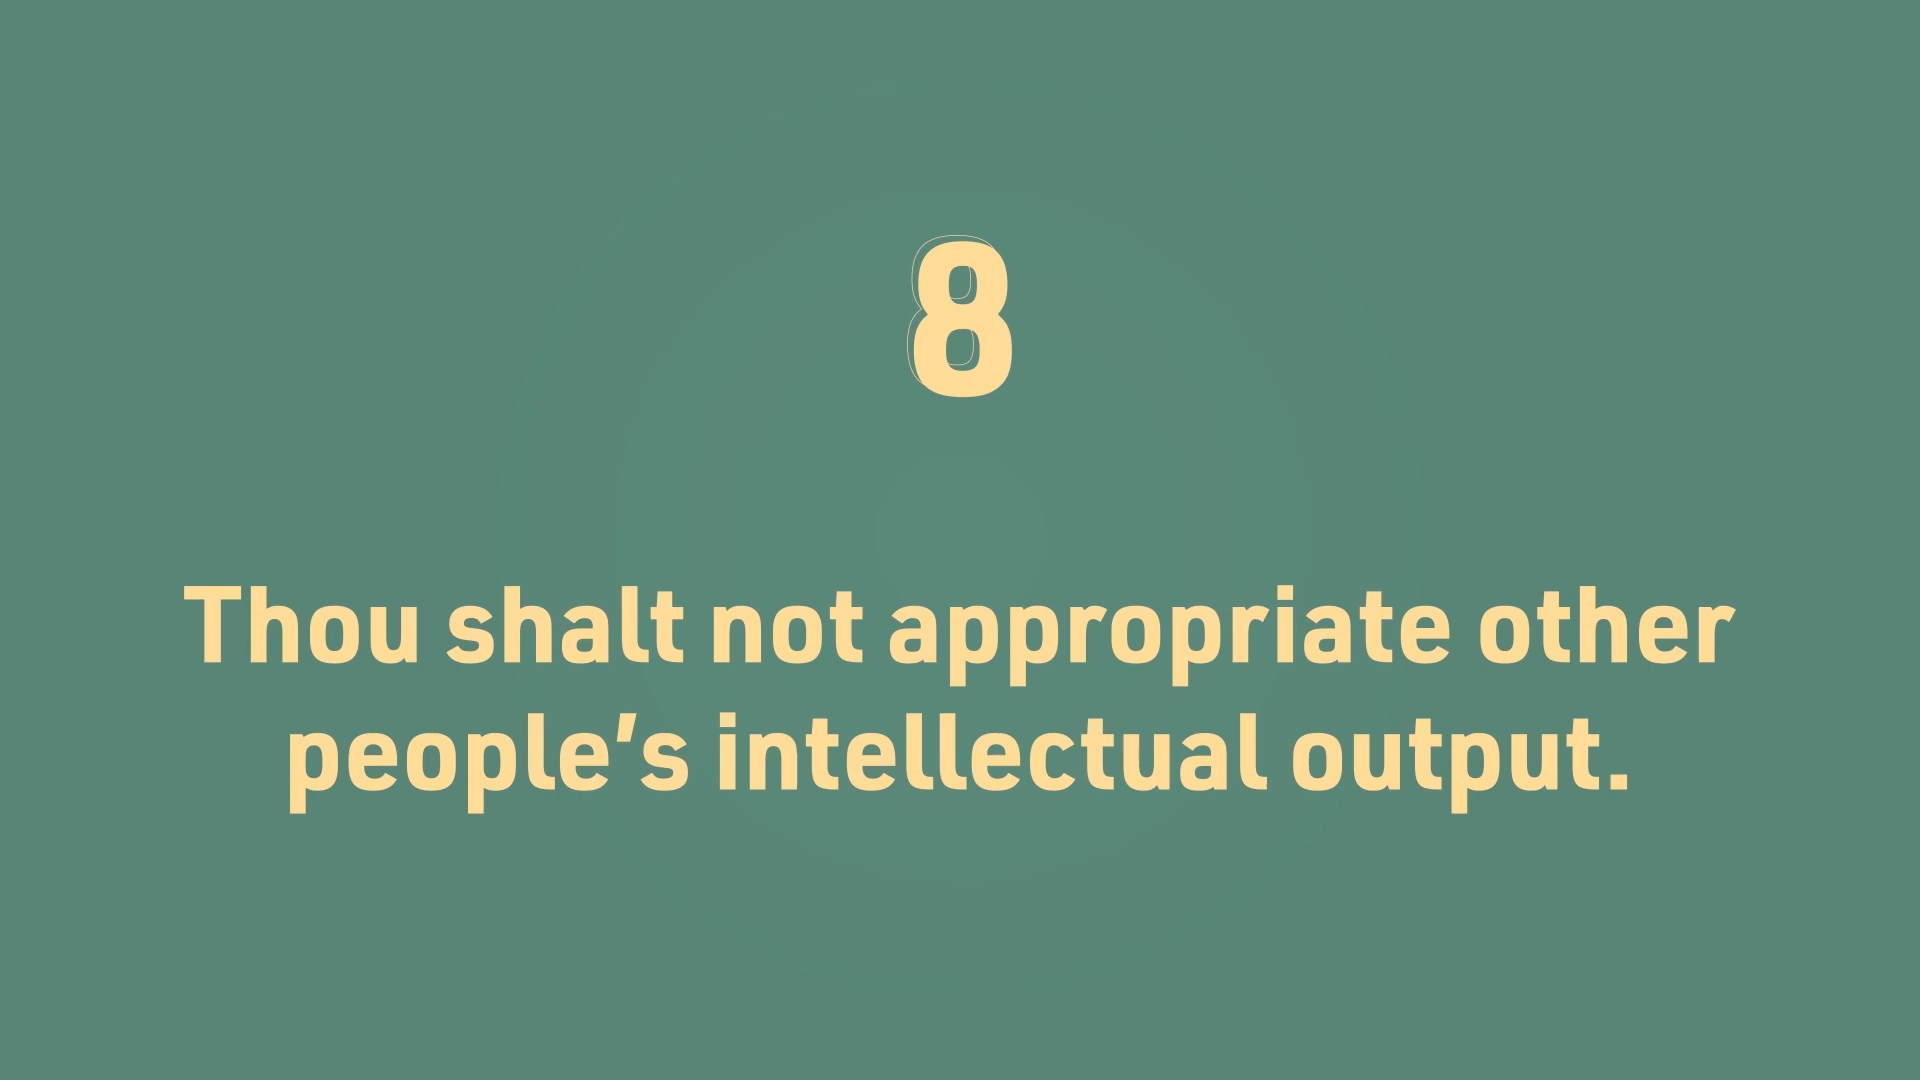 8
Thou shalt not appropriate other
people’s intellectual output.